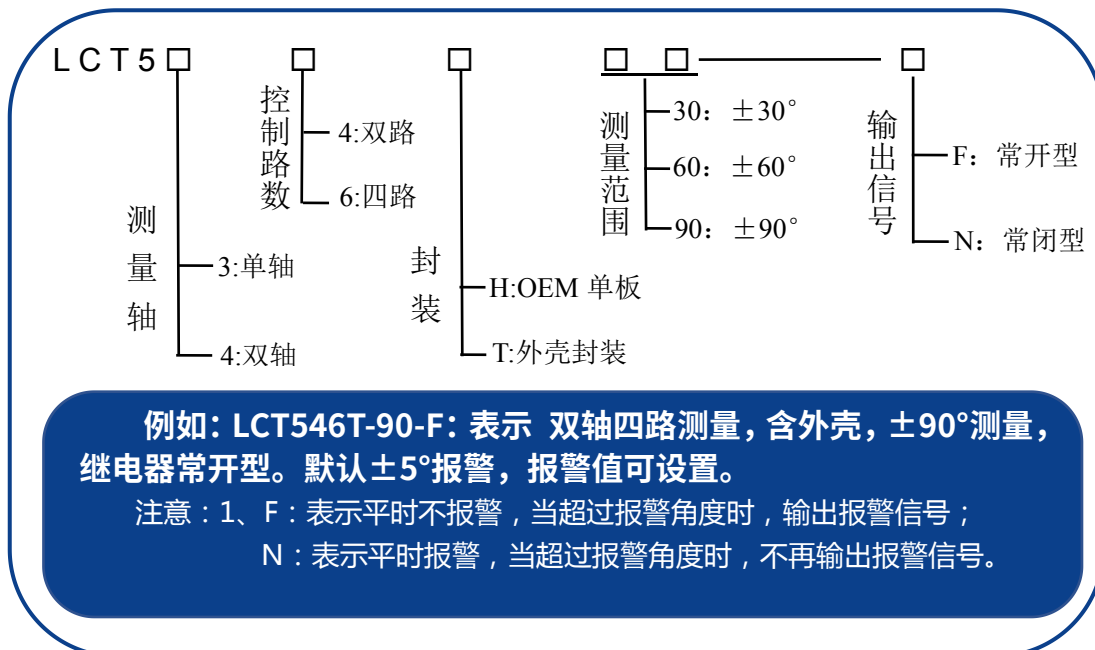 LCT5□ □ □ □ □ □
控制路数
4:双路
6:四路
测量轴
3:单轴
4:双轴
封装
H:OEM 单板
T:外壳封装
测量范围
30：±30°
60：±60°
90：±90°
输出信号
F：常开型
N：常闭型
例如：LCT546T-90-F：表示 双轴四路测量，含外壳，±90°测量，
继电器常开型。默认±5°报警，报警值可设置。
注意：1、F：表示平时不报警，当超过报警角度时，输出报警信号；
N：表示平时报警，当超过报警角度时，不再输出报警信号。